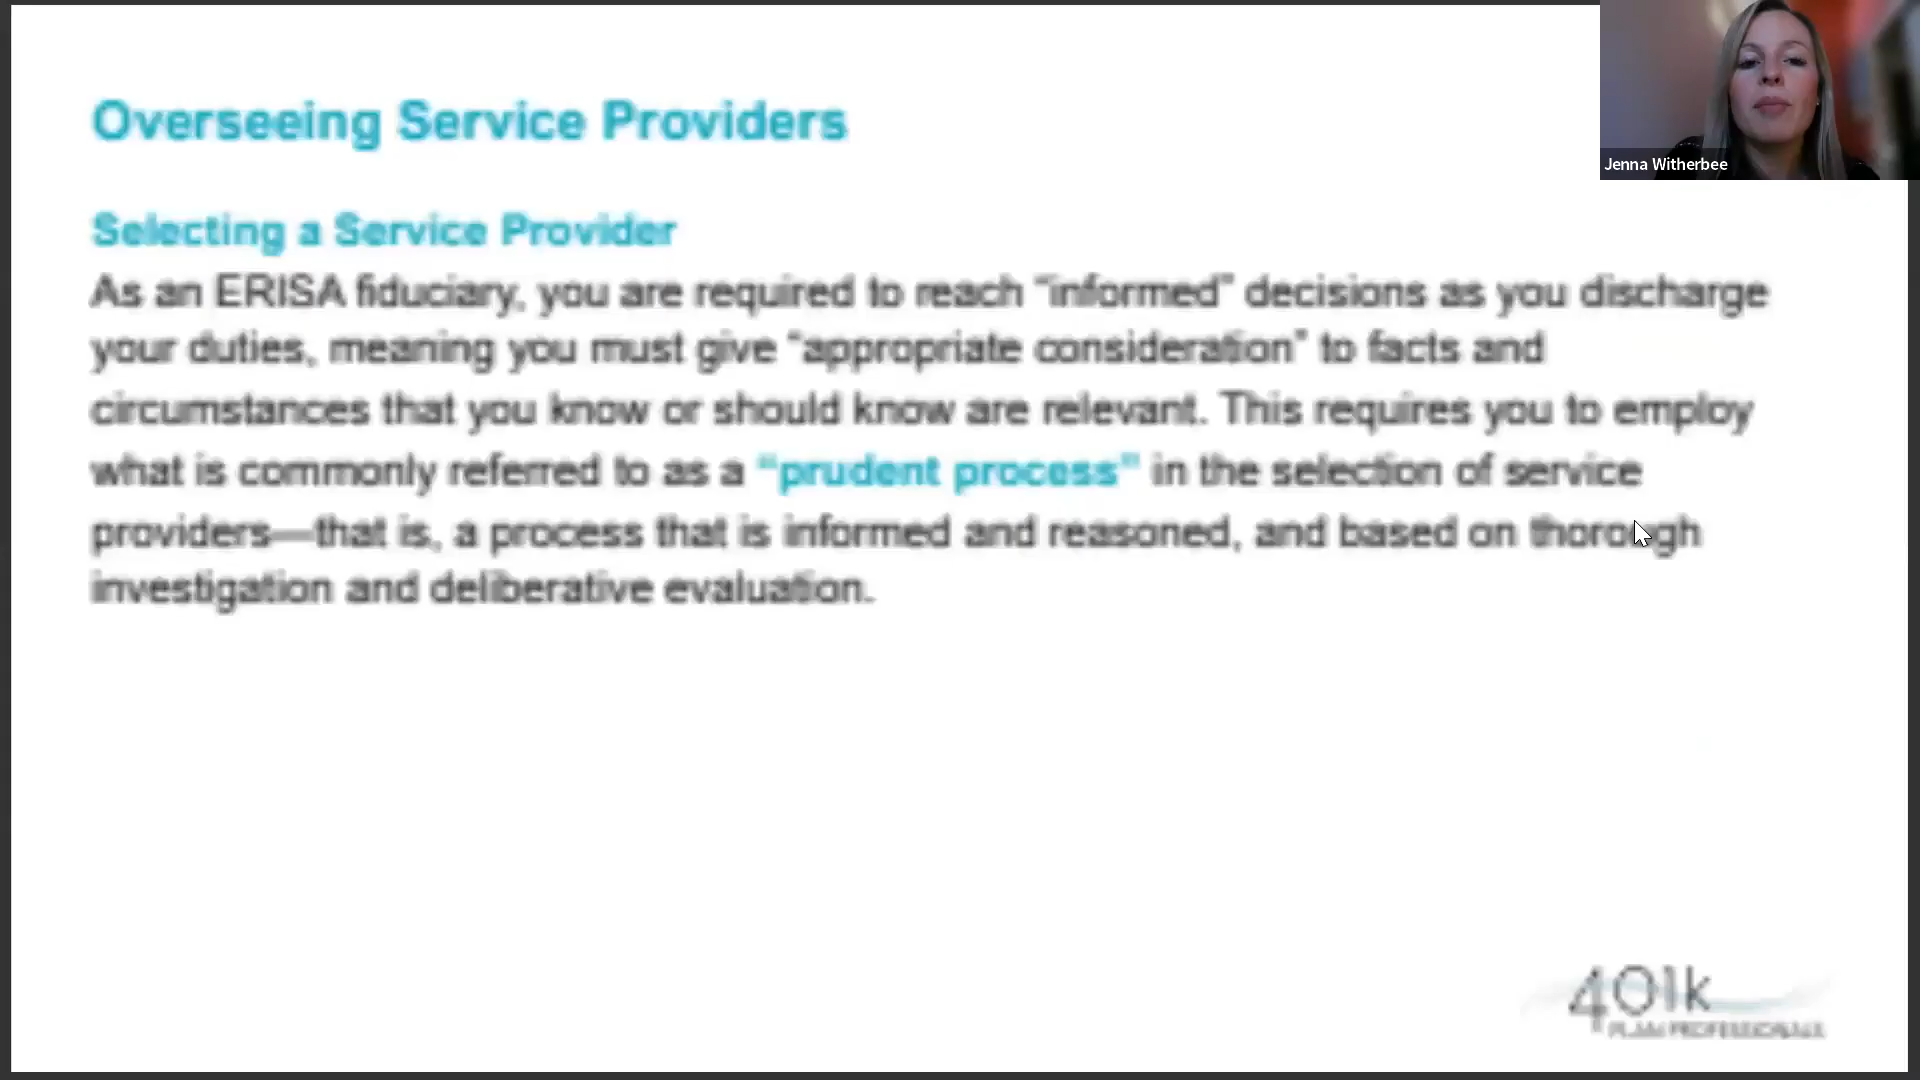 Overseeing Service Providers
Jenna Witherbee
Selecting a Service Provider
As an ERISA fiduciary, you are required to reach “informed” decisions as you discharge
your duties, meaning you must give “appropriate consideration” to facts and
circumstances that you know or should know are relevant. This requires you to employ
what is commonly referred to as a “prudent process” in the selection of service
providers—that is, a process that is informed and reasoned, and based on thorough
investigation and deliberative evaluation.
401k
PLAN PROFESSIONALS